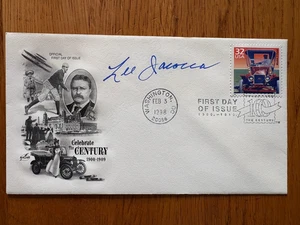 OFFICIAL
FIRST DAY OF ISSUE
Lee Iacocca
32
WASHINGTON, DC
FEB 3
1998
20066
FIRST DAY
OF ISSUE
Celebrate
The CENTURY
1900-1909